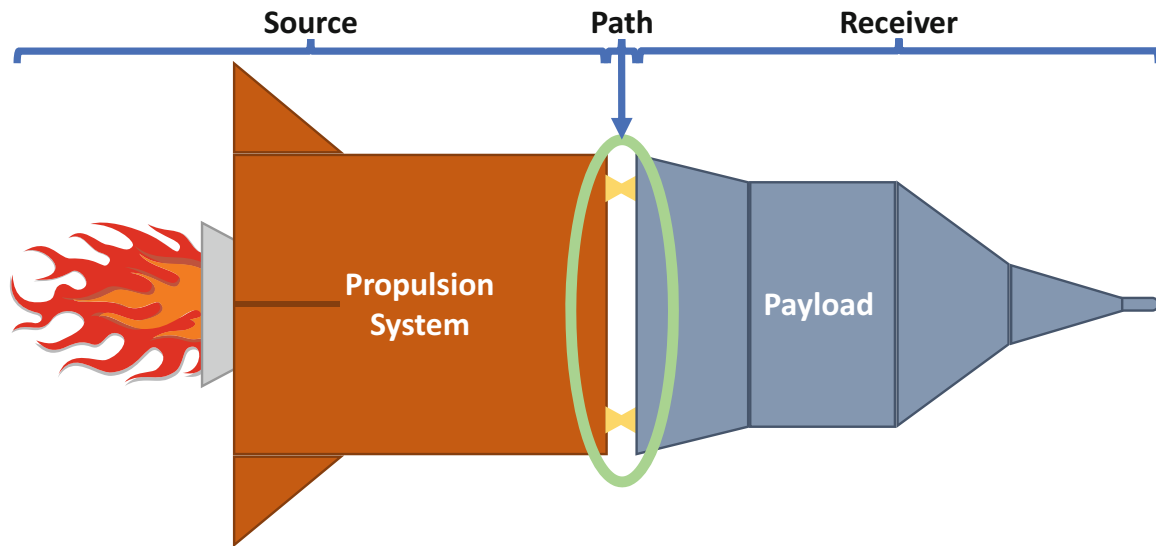 Source
Path
Receiver
Propulsion
System
Payload